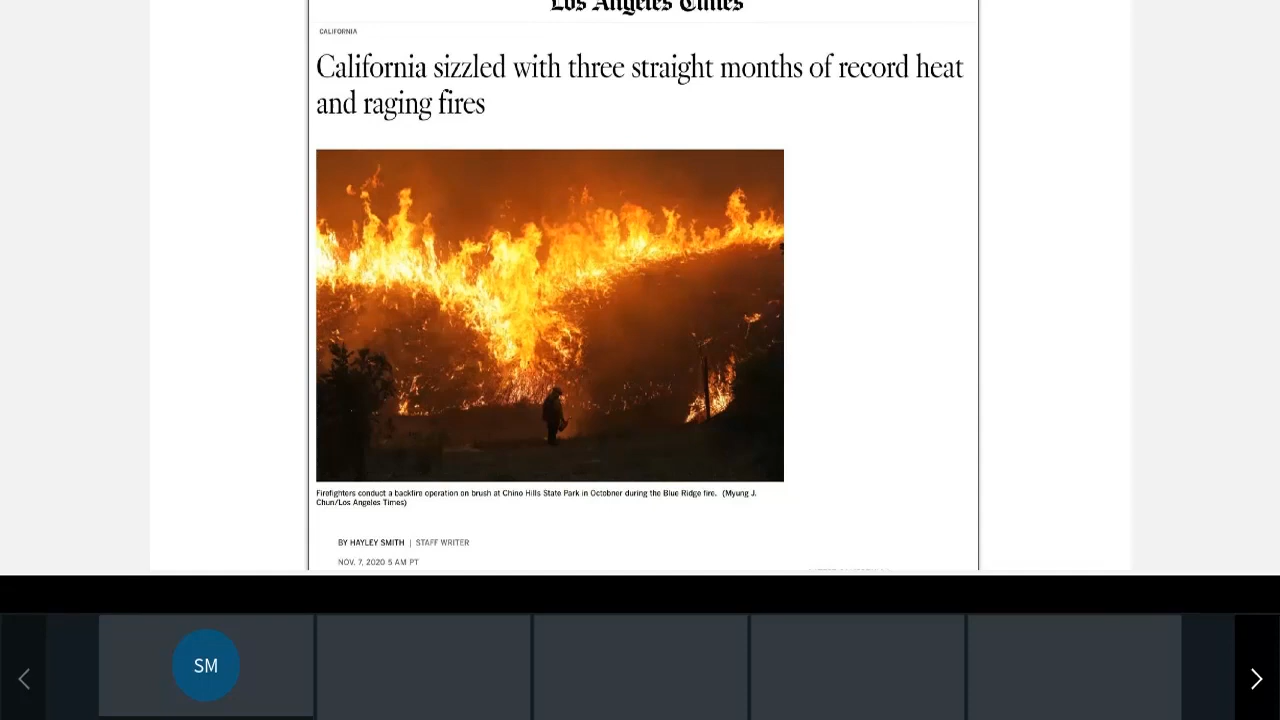 Los Angeles Times
CALIFORNIA
California sizzled with three straight months of record heat
and raging fires
Firefighters conduct a backfire operation on brush at Chino Hills State Park in Octobner during the Blue Ridge fire. (Myung J.
Chun/Los Angeles Times)
BY HAYLEY SMITH | STAFF WRITER
NOV. 7, 2020 5 AM PT
SM